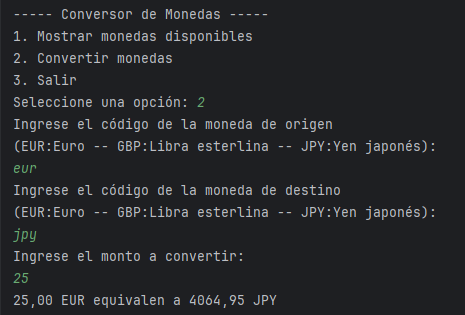 ----- Conversor de Monedas -----
1. Mostrar monedas disponibles
2. Convertir monedas
3. Salir
Seleccione una opción: 2
Ingrese el código de la moneda de origen
(EUR:Euro -- GBP:Libra esterlina -- JPY:Yen japonés):
eur
Ingrese el código de la moneda de destino
(EUR:Euro -- GBP:Libra esterlina -- JPY:Yen japonés):
jpy
Ingrese el monto a convertir:
25
25,00 EUR equivalen a 4064,95 JPY